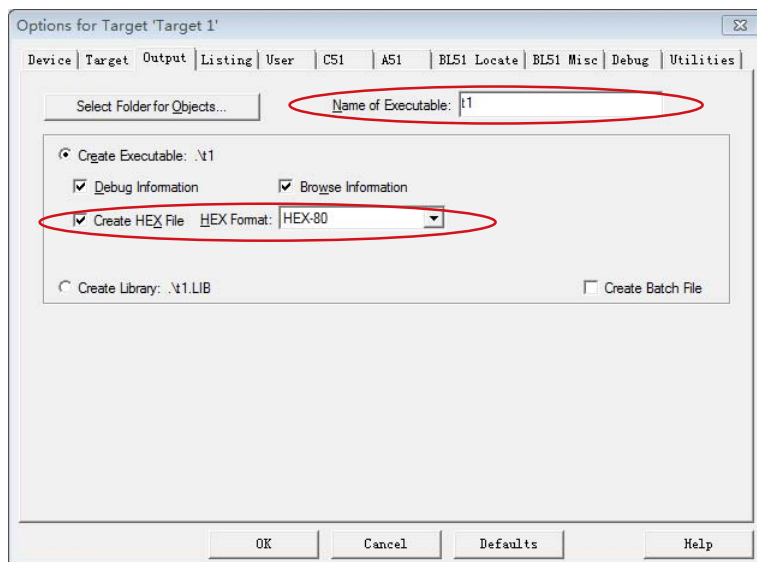 Options for Target 'Target 1'
Device Target Output Listing User C51 A51 BL51 Locate BL51 Misc Debug Utilities
Select Folder for Objects... Name of Executable: t1
Create Executable: .\t1
Debug Information Browse Information
Create HEX File HEX Format: HEX-80
Create Library: .\t1.LIB Create Batch File
OK Cancel Defaults Help